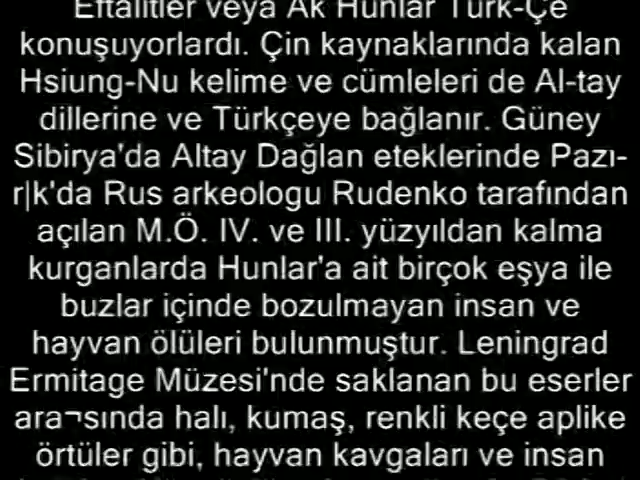 Eftalitler veya Ak Hunlar Türk-Çe
konuşuyorlardı. Çin kaynaklarında kalan
Hsiung-Nu kelime ve cümleleri de Al-tay
dillerine ve Türkçeye bağlanır. Güney
Sibirya'da Altay Dağlan eteklerinde Pazı-
r|k'da Rus arkeologu Rudenko tarafından
açılan M.Ö. IV. ve III. yüzyıldan kalma
kurganlarda Hunlar'a ait birçok eşya ile
buzlar içinde bozulmayan insan ve
hayvan ölüleri bulunmuştur. Leningrad
Ermitage Müzesi'nde saklanan bu eserler
ara¬sında halı, kumaş, renkli keçe aplike
örtüler gibi, hayvan kavgaları ve insan